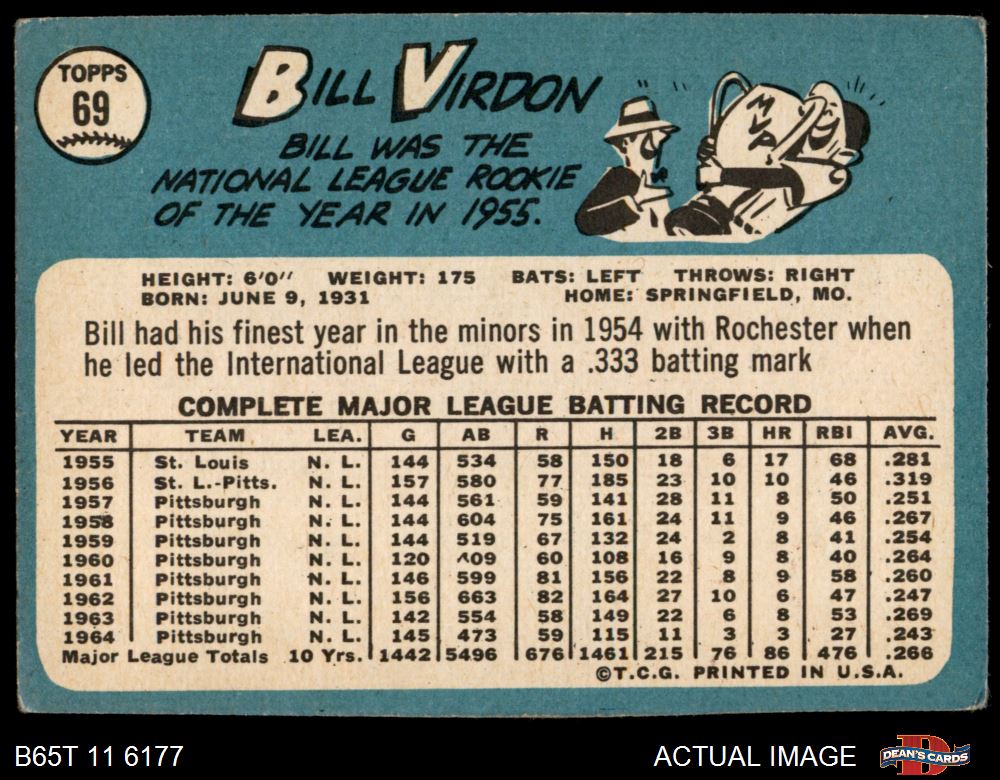 TOPPS
69
BILL VIRDON
BILL WAS THE
NATIONAL LEAGUE ROOKIE
OF THE YEAR IN 1955.
MVP
HEIGHT: 6'0" WEIGHT: 175 BATS: LEFT THROWS: RIGHT
BORN: JUNE 9, 1931 HOME: SPRINGFIELD, MO.
Bill had his finest year in the minors in 1954 with Rochester when
he led the International League with a .333 batting mark
COMPLETE MAJOR LEAGUE BATTING RECORD
YEAR TEAM LEA. G AB R H 2B 3B HR RBI AVG.
1955 St. Louis N. L. 144 534 58 150 18 6 17 68 .281
1956 St. L.-Pitts. N. L. 157 580 77 185 23 10 10 46 .319
1957 Pittsburgh N. L. 144 561 59 141 28 11 8 50 .251
1958 Pittsburgh N. L. 144 604 75 161 24 11 9 46 .267
1959 Pittsburgh N. L. 144 519 67 132 24 2 8 41 .254
1960 Pittsburgh N. L. 120 409 60 108 16 9 8 40 .264
1961 Pittsburgh N. L. 146 599 81 156 22 8 9 58 .260
1962 Pittsburgh N. L. 156 663 82 164 27 10 6 47 .247
1963 Pittsburgh N. L. 142 554 58 149 22 6 8 53 .269
1964 Pittsburgh N. L. 145 473 59 115 11 3 3 27 .243
Major League Totals 10 Yrs. 1442 5496 676 1461 215 76 86 476 .266
©T.C.G. PRINTED IN U.S.A.
B65T 11 6177 ACTUAL IMAGE DEAN'S CARDS